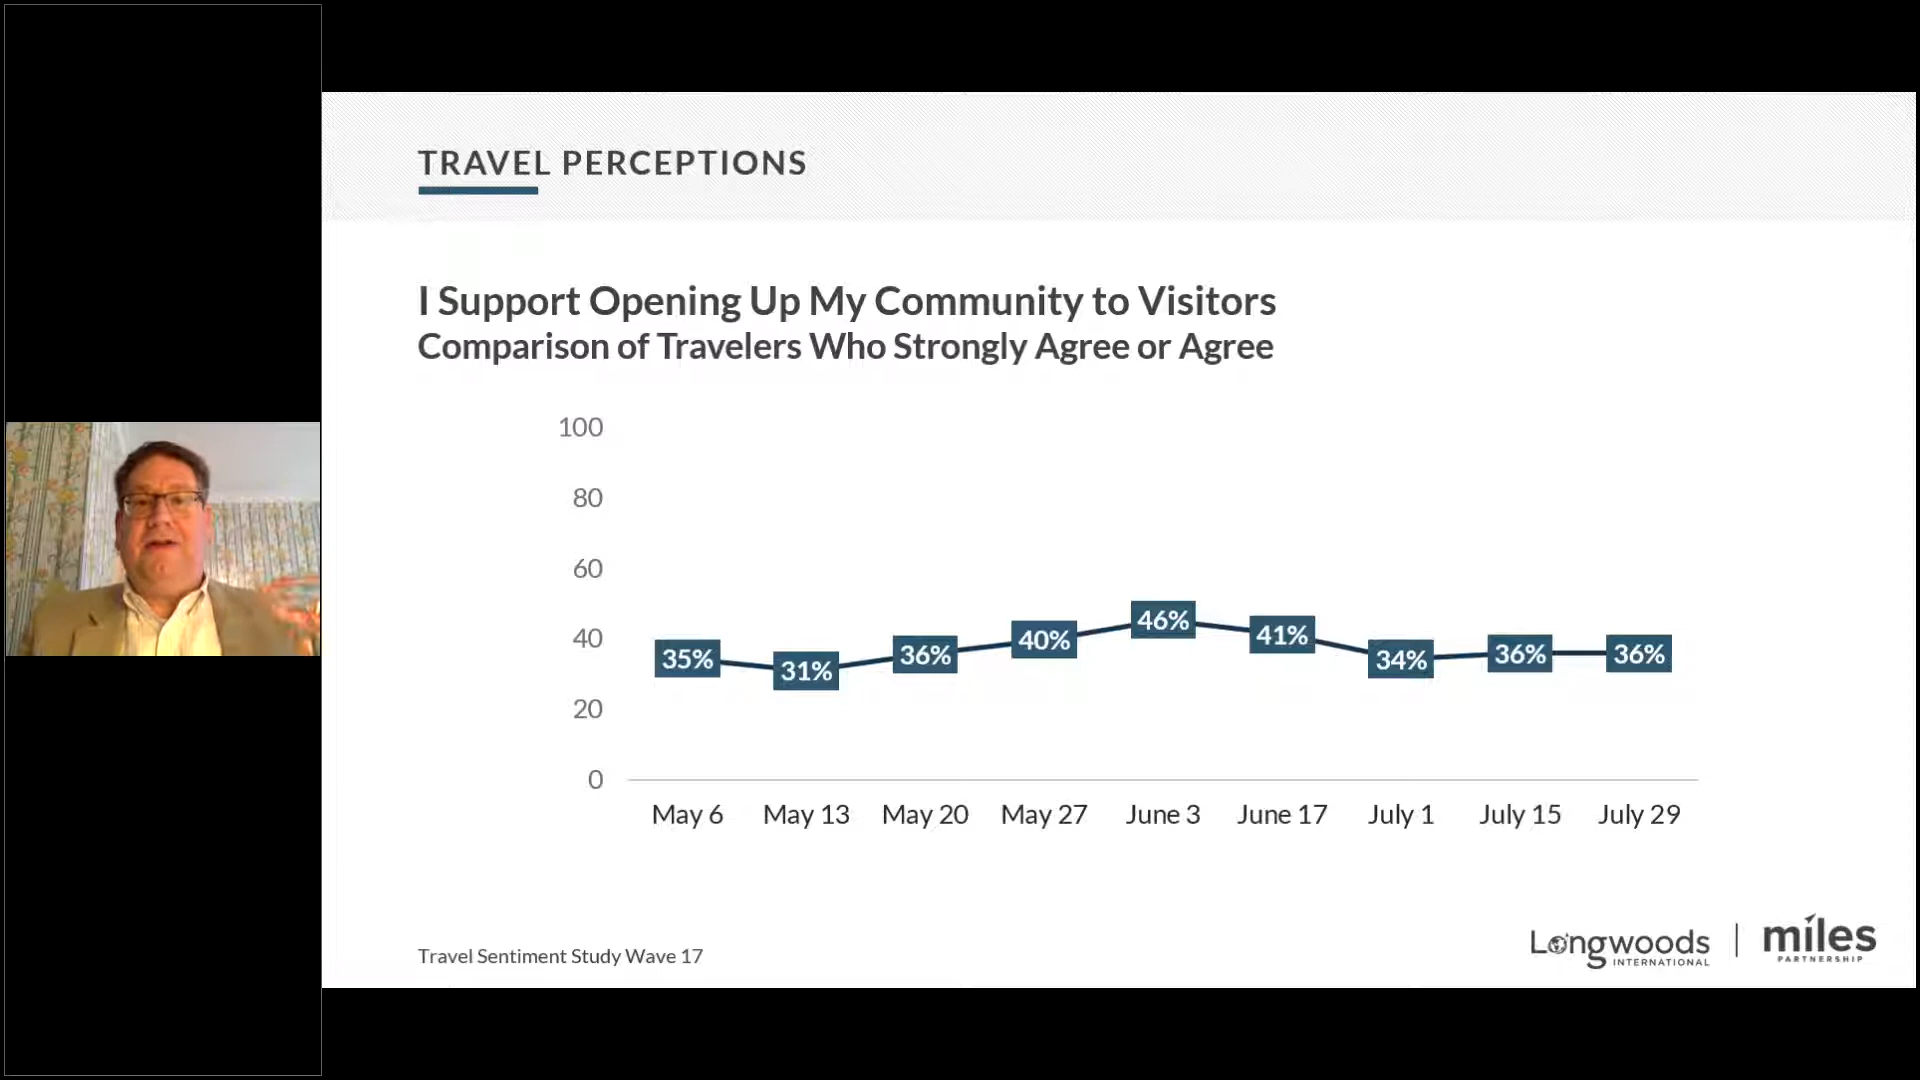 TRAVEL PERCEPTIONS
I Support Opening Up My Community to Visitors
Comparison of Travelers Who Strongly Agree or Agree
100
80
60
40
20
0
35%
31%
36%
40%
46%
41%
34%
36%
36%
May 6
May 13
May 20
May 27
June 3
June 17
July 1
July 15
July 29
Travel Sentiment Study Wave 17
Longwoods
INTERNATIONAL
miles
PARTNERSHIP